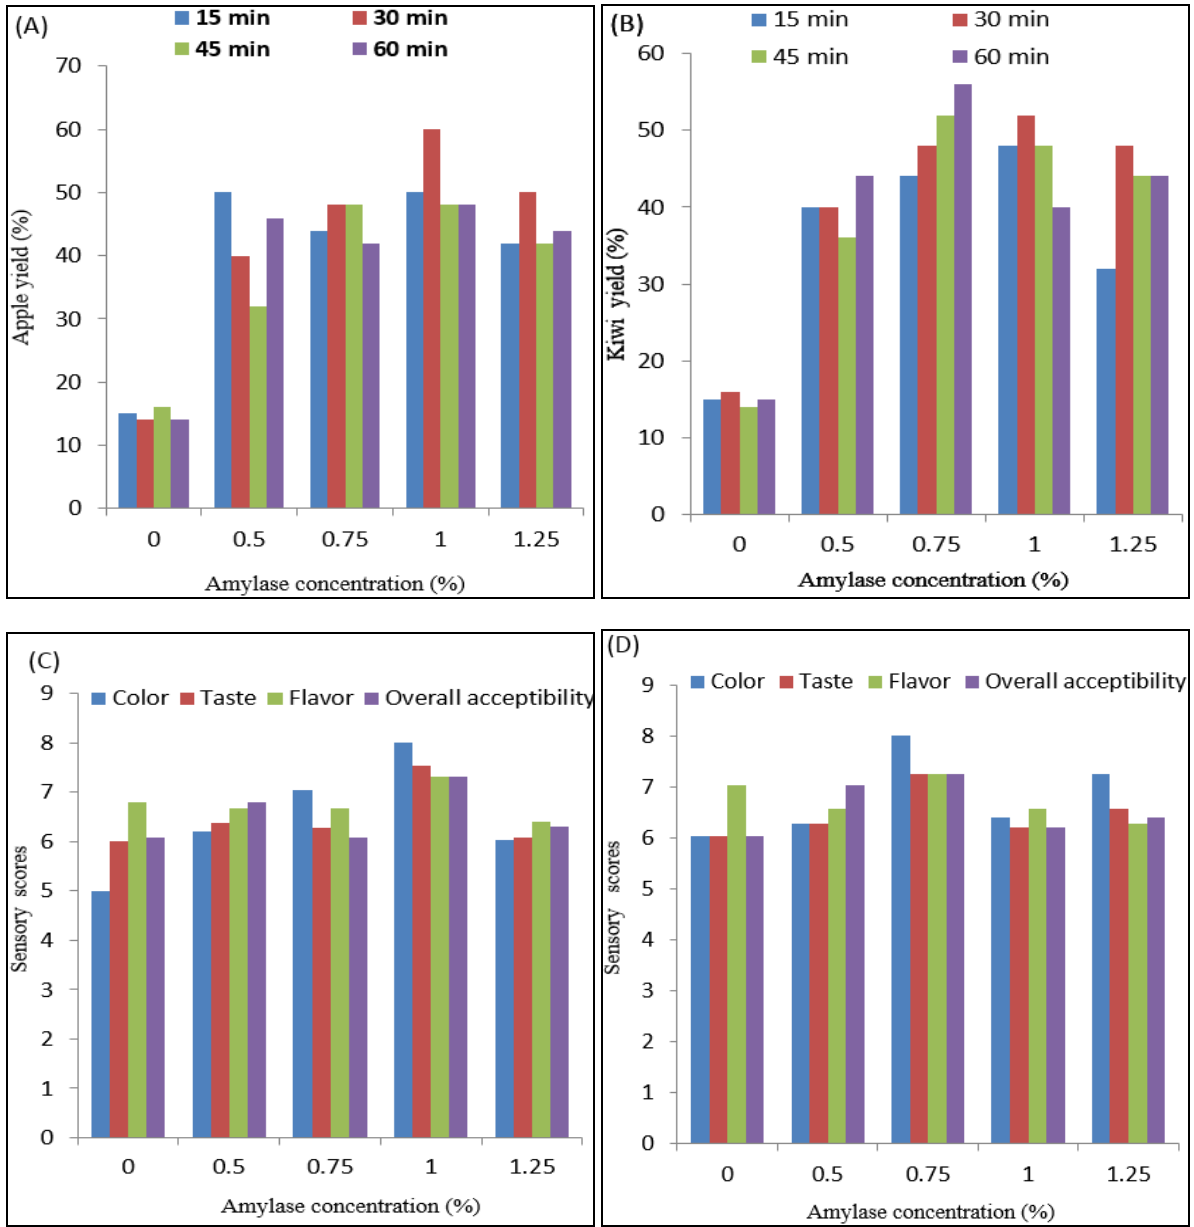 (A)
15 min 30 min
45 min 60 min
70
60
50
40
30
20
10
0
Apple yield (%)
0 0.5 0.75 1 1.25
Amylase concentration (%)
(B)
15 min 30 min
45 min 60 min
60
50
40
30
20
10
0
Kiwi yield (%)
0 0.5 0.75 1 1.25
Amylase concentration (%)
(C)
Color Taste Flavor Overall acceptibility
9
8
7
6
5
4
3
2
1
0
Sensory scores
0 0.5 0.75 1 1.25
Amylase concentration (%)
(D)
Color Taste Flavor Overall acceptibility
9
8
7
6
5
4
3
2
1
0
Sensory scores
0 0.5 0.75 1 1.25
Amylase concentration (%)